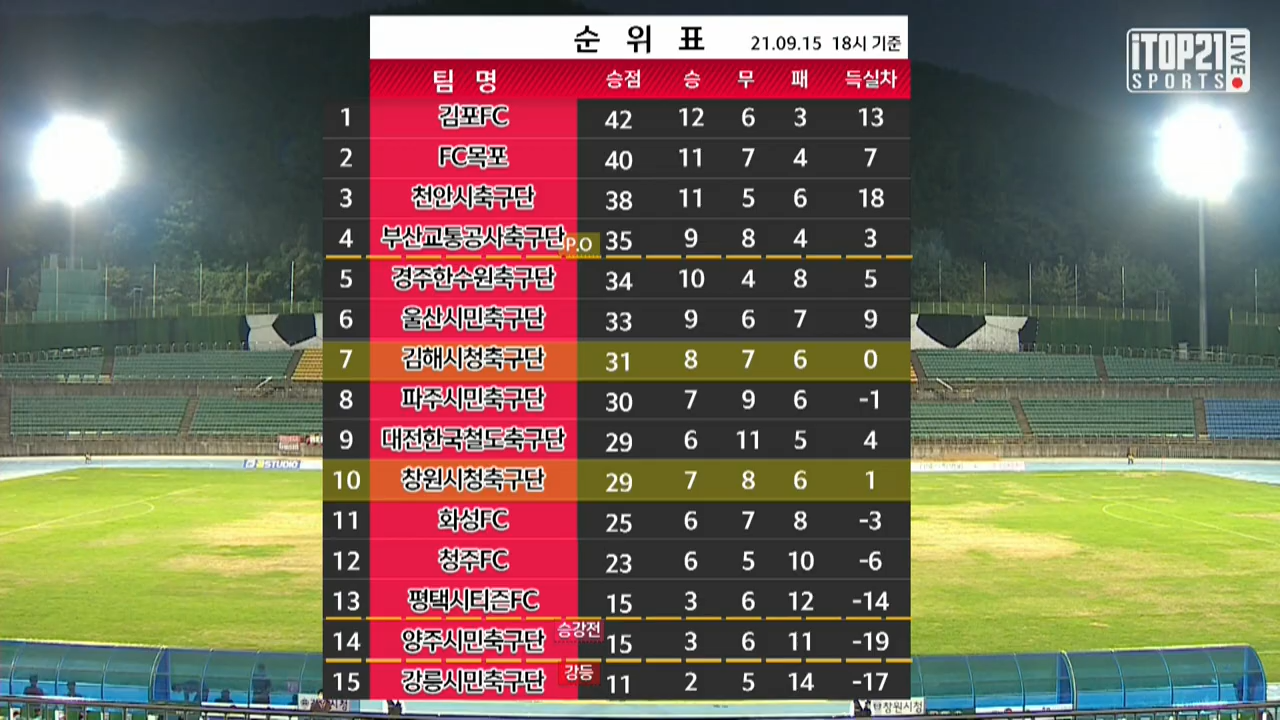 순 위 표 21.09.15 18시 기준
iTOP21 LIVE
SPORTS
팀 명 승점 승 무 패 득실차
1 김포FC 42 12 6 3 13
2 FC목포 40 11 7 4 7
3 천안시축구단 38 11 5 6 18
4 부산교통공사축구단 P.O 35 9 8 4 3
5 경주한수원축구단 34 10 4 8 5
6 울산시민축구단 33 9 6 7 9
7 김해시청축구단 31 8 7 6 0
8 파주시민축구단 30 7 9 6 -1
9 대전한국철도축구단 29 6 11 5 4
10 창원시청축구단 29 7 8 6 1
11 화성FC 25 6 7 8 -3
12 청주FC 23 6 5 10 -6
13 평택시티즌FC 15 3 6 12 -14
승강전
14 양주시민축구단 15 3 6 11 -19
강등
15 강릉시민축구단 11 2 5 14 -17
STUDIO
창원시청